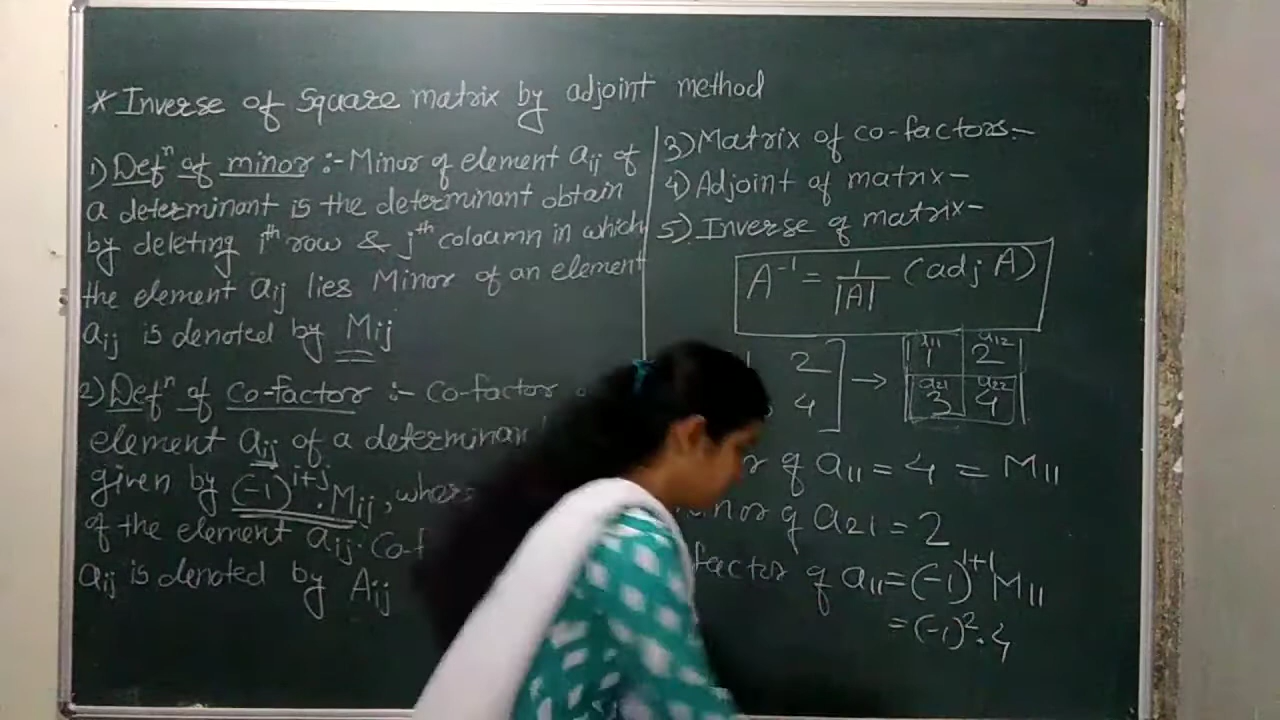 * Inverse of Square matrix by adjoint method
1) Defⁿ of minor :- Minor of element aij of
a determinant is the determinant obtain
by deleting iᵗʰ row & jᵗʰ coloumn in which
the element aij lies Minor of an element
aij is denoted by Mij
2) Defⁿ of Co-factor :- Co-factor
element aij of a determinan
given by (-1)^i+j . Mij, where
of the element aij. Co-f
aij is denoted by Aij
3) Matrix of co-factors:-
4) Adjoint of matrix-
5) Inverse of matrix-
A⁻¹ = 1/|A| (adj A)
2
4 ] → | a11 1 a12 2 |
| a21 3 a22 4 |
r of a11 = 4 = M11
nor of a21 = 2
factor of a11 = (-1)^1+1 M11
= (-1)² . 4